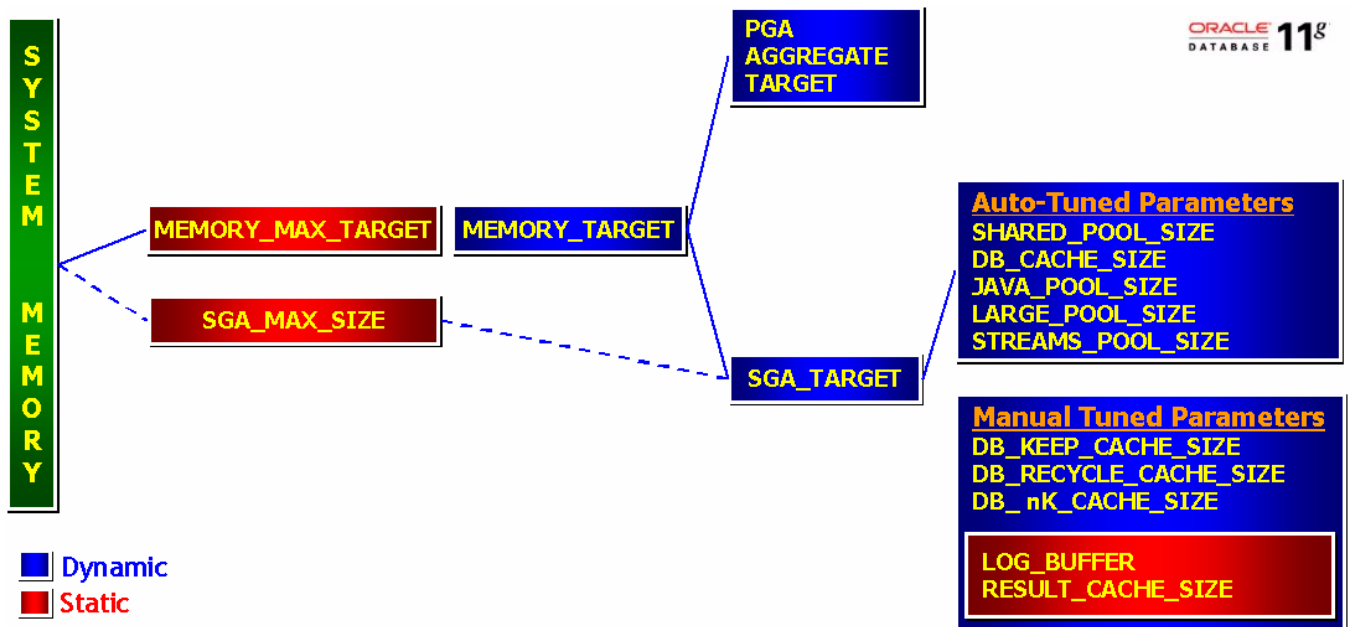 SYSTEM MEMORY
ORACLE
DATABASE 11g
PGA
AGGREGATE
TARGET
MEMORY_MAX_TARGET
MEMORY_TARGET
SGA_MAX_SIZE
SGA_TARGET
Auto-Tuned Parameters
SHARED_POOL_SIZE
DB_CACHE_SIZE
JAVA_POOL_SIZE
LARGE_POOL_SIZE
STREAMS_POOL_SIZE
Manual Tuned Parameters
DB_KEEP_CACHE_SIZE
DB_RECYCLE_CACHE_SIZE
DB_ nK_CACHE_SIZE
LOG_BUFFER
RESULT_CACHE_SIZE
Dynamic
Static